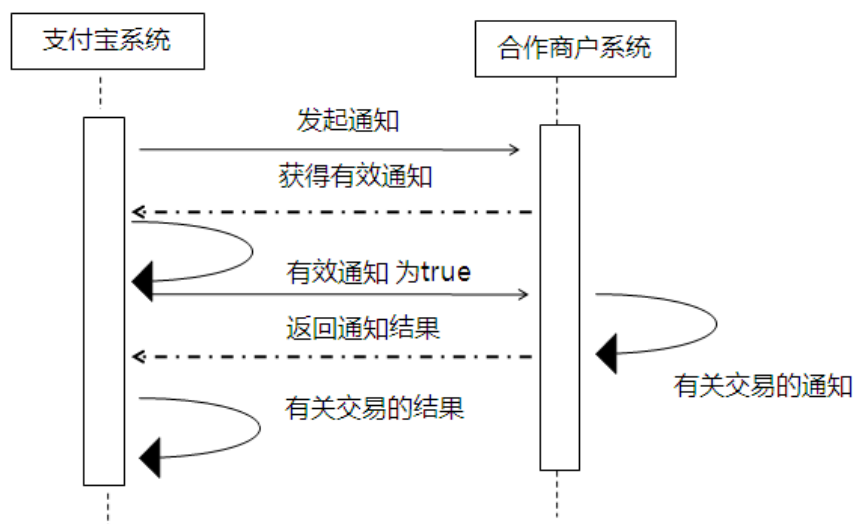 支付宝系统
合作商户系统
发起通知
获得有效通知
有效通知 为true
返回通知结果
有关交易的通知
有关交易的结果